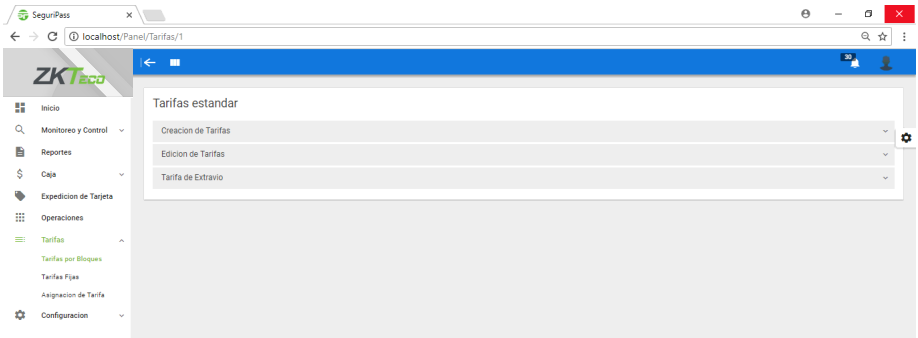 SeguriPass
localhost/Panel/Tarifas/1
ZKTeco
30
Inicio
Monitoreo y Control
Reportes
Caja
Expedicion de Tarjeta
Operaciones
Tarifas
Tarifas por Bloques
Tarifas Fijas
Asignacion de Tarifa
Configuracion
Tarifas estandar
Creacion de Tarifas
Edicion de Tarifas
Tarifa de Extravio